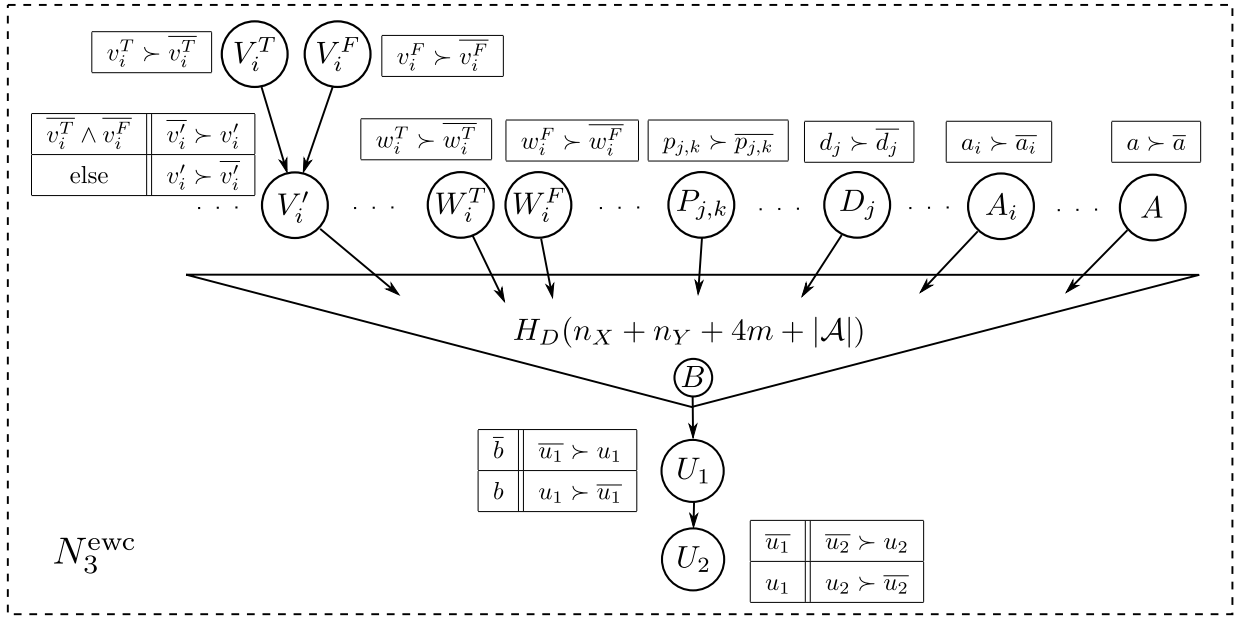 v_i^T ≻ \overline{v_i^T}
V_i^T
V_i^F
v_i^F ≻ \overline{v_i^F}
\overline{v_i^T} ∧ \overline{v_i^F} \overline{v_i'} ≻ v_i'
else v_i' ≻ \overline{v_i'}
w_i^T ≻ \overline{w_i^T}
w_i^F ≻ \overline{w_i^F}
p_{j,k} ≻ \overline{p_{j,k}}
d_j ≻ \overline{d_j}
a_i ≻ \overline{a_i}
a ≻ \overline{a}
· · · V_i' · · · W_i^T W_i^F · · · P_{j,k} · · · D_j · · · A_i · · · A
H_D(n_X + n_Y + 4m + |\mathcal{A}|)
B
\overline{b} \overline{u_1} ≻ u_1
b u_1 ≻ \overline{u_1}
U_1
U_2
\overline{u_1} \overline{u_2} ≻ u_2
u_1 u_2 ≻ \overline{u_2}
N_3^{ewc}